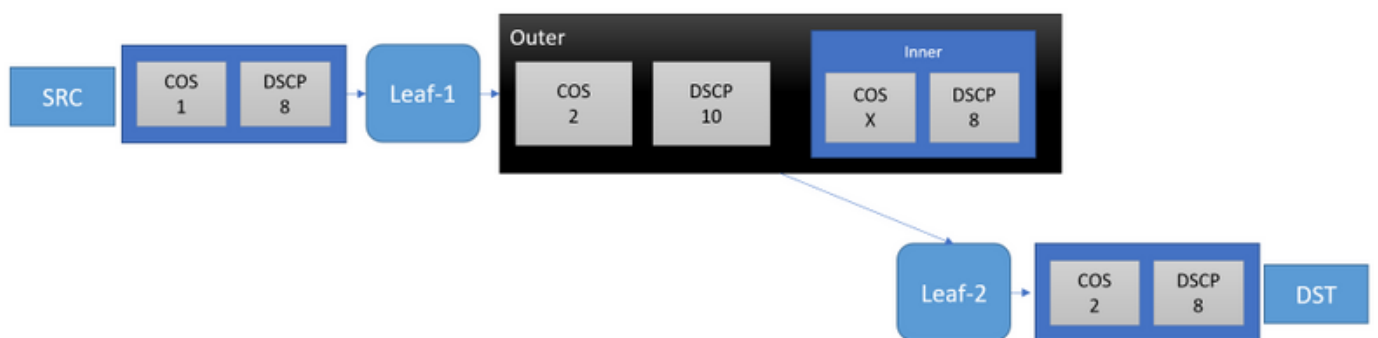 SRC
COS
1
DSCP
8
Leaf-1
Outer
COS
2
DSCP
10
Inner
COS
X
DSCP
8
Leaf-2
COS
2
DSCP
8
DST